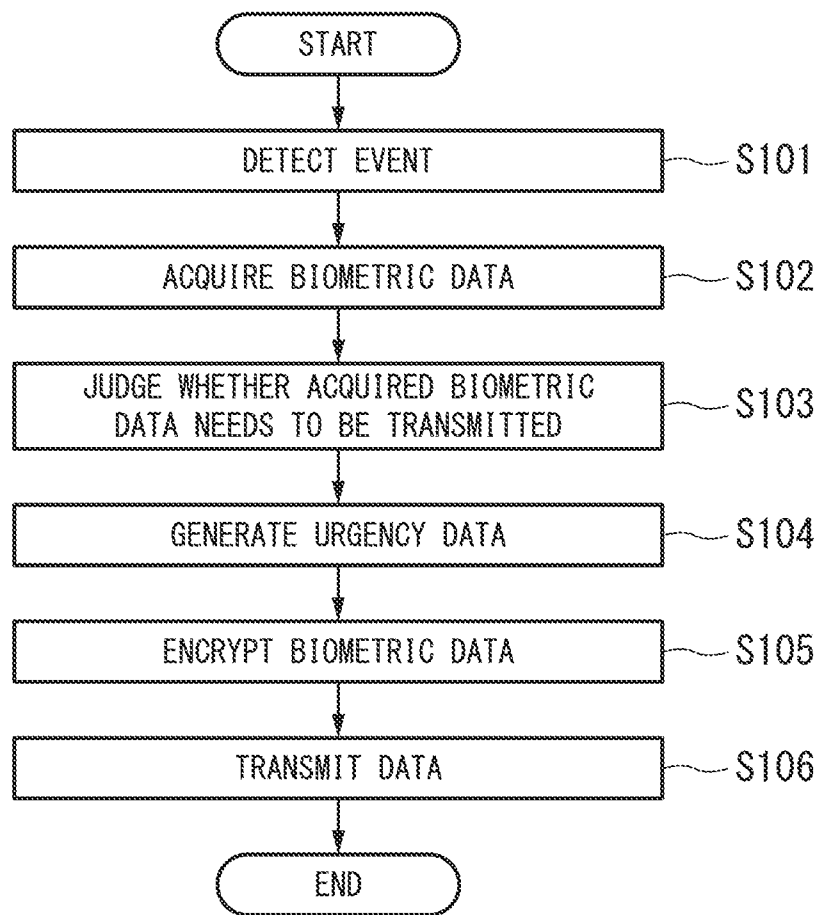 START
DETECT EVENT
S101
ACQUIRE BIOMETRIC DATA
S102
JUDGE WHETHER ACQUIRED BIOMETRIC
DATA NEEDS TO BE TRANSMITTED
S103
GENERATE URGENCY DATA
S104
ENCRYPT BIOMETRIC DATA
S105
TRANSMIT DATA
S106
END